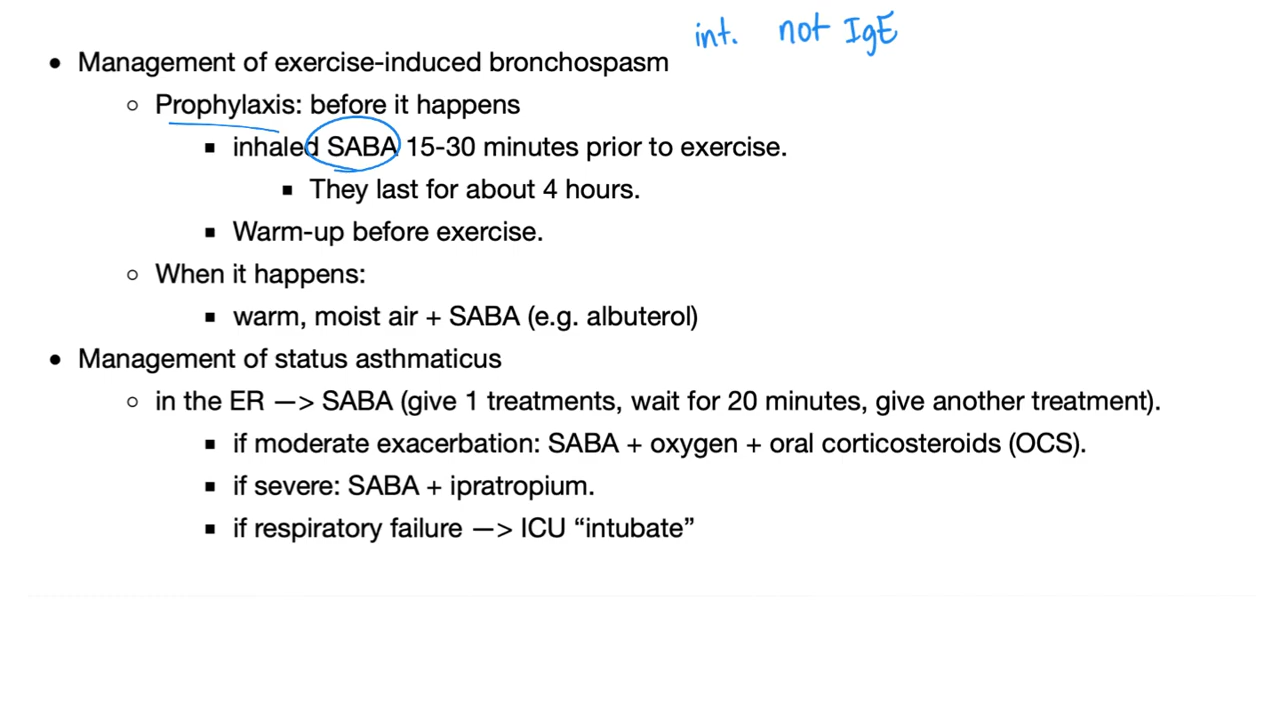 int. not IgE
• Management of exercise-induced bronchospasm
○ Prophylaxis: before it happens
▪ inhaled SABA 15-30 minutes prior to exercise.
▪ They last for about 4 hours.
▪ Warm-up before exercise.
○ When it happens:
▪ warm, moist air + SABA (e.g. albuterol)
• Management of status asthmaticus
○ in the ER —> SABA (give 1 treatments, wait for 20 minutes, give another treatment).
▪ if moderate exacerbation: SABA + oxygen + oral corticosteroids (OCS).
▪ if severe: SABA + ipratropium.
▪ if respiratory failure —> ICU “intubate”